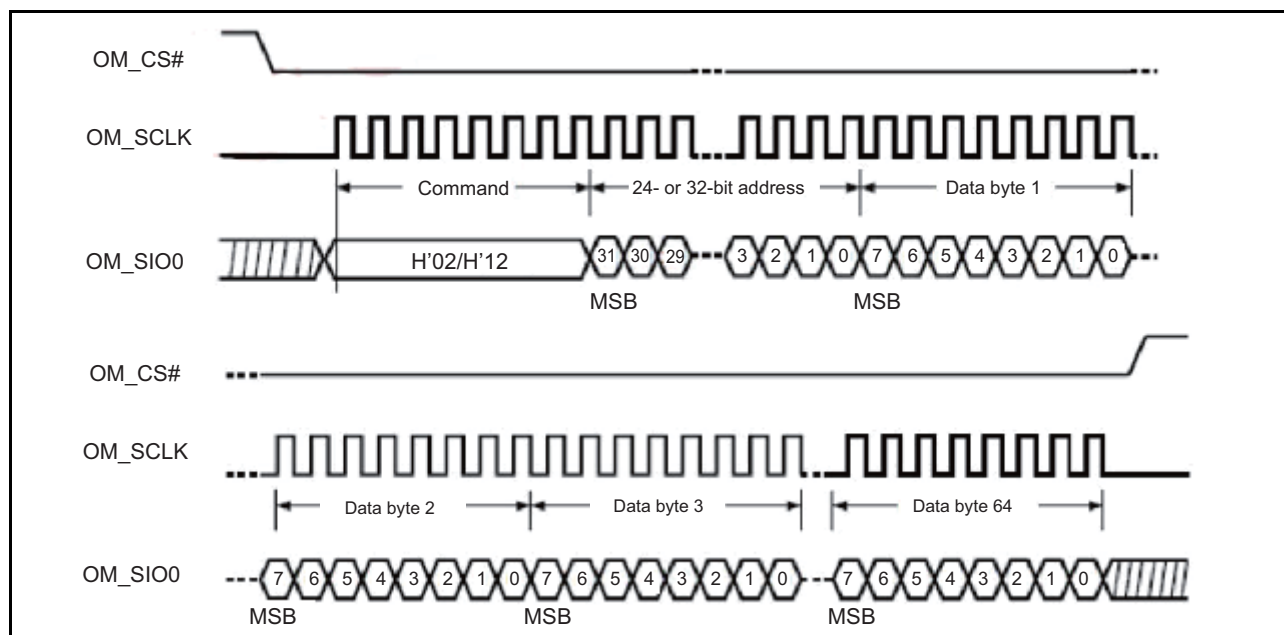 OM_CS#
OM_SCLK
Command 24- or 32-bit address Data byte 1
OM_SIO0 H'02/H'12 31 30 29 3 2 1 0 7 6 5 4 3 2 1 0
MSB MSB
OM_CS#
OM_SCLK
Data byte 2 Data byte 3 Data byte 64
OM_SIO0 7 6 5 4 3 2 1 0 7 6 5 4 3 2 1 0 7 6 5 4 3 2 1 0
MSB MSB MSB